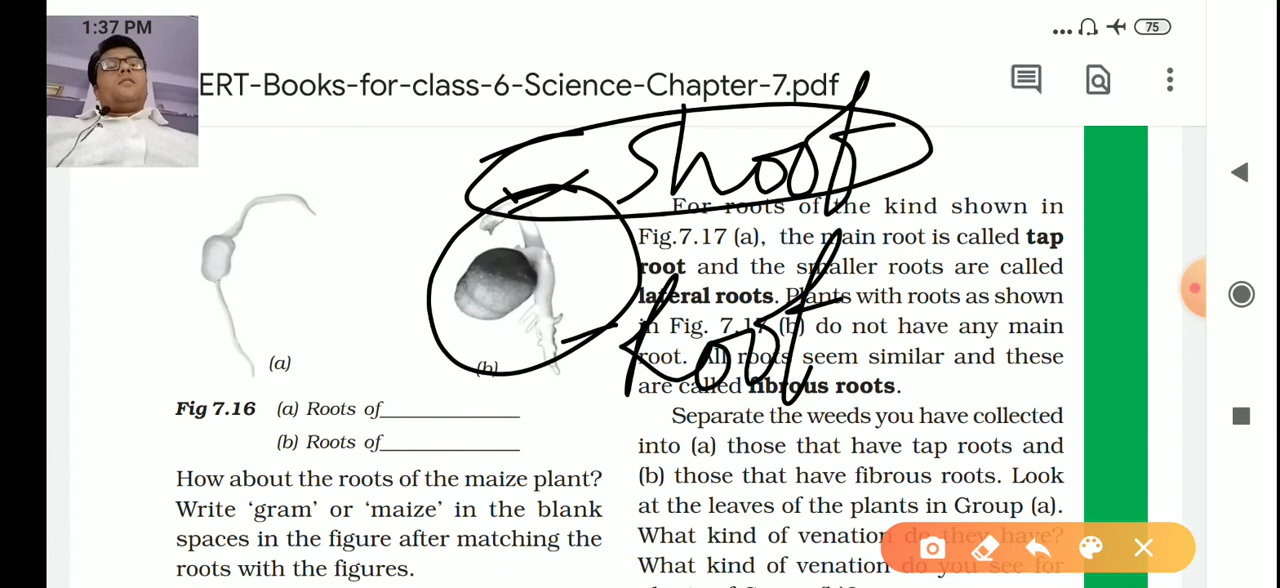 1:37 PM
75
ERT-Books-for-class-6-Science-Chapter-7.pdf
shoot
Root
(a)
(b)
Fig 7.16 (a) Roots of
(b) Roots of
How about the roots of the maize plant?
Write ‘gram’ or ‘maize’ in the blank
spaces in the figure after matching the
roots with the figures.
For roots of the kind shown in
Fig.7.17 (a), the main root is called tap
root and the smaller roots are called
lateral roots. Plants with roots as shown
in Fig. 7.17 (b) do not have any main
root. All roots seem similar and these
are called fibrous roots.
Separate the weeds you have collected
into (a) those that have tap roots and
(b) those that have fibrous roots. Look
at the leaves of the plants in Group (a).
What kind of venation do they have?
What kind of venation do you see for